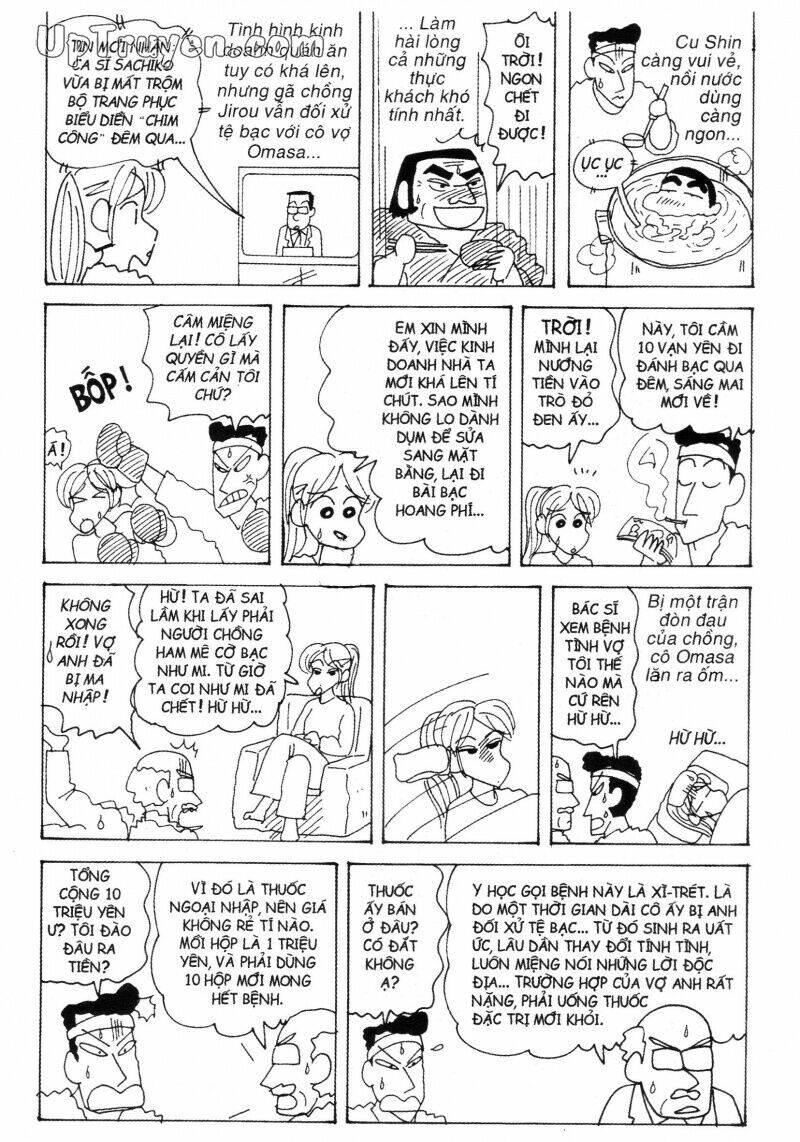 UpTruyen.com
Cu Shin
càng vui vẻ,
nồi nước
dùng
càng
ngon...
ỤC ỤC
...
ÔI
TRỜI!
NGON
CHẾT
ĐI
ĐƯỢC!
... Làm
hài lòng
cả những
thực
khách khó
tính nhất.
Tình hình kinh
doanh quán ăn
tuy có khá lên,
nhưng gã chồng
Jirou vẫn đối xử
tệ bạc với cô vợ
Omasa...
TIN MỚI NHẬN:
CA SĨ SACHIKO
VỪA BỊ MẤT TRỘM
BỘ TRANG PHỤC
BIỂU DIỄN "CHIM
CÔNG" ĐÊM QUA...
NÀY, TÔI CẦM
10 VẠN YÊN ĐI
ĐÁNH BẠC QUA
ĐÊM, SÁNG MAI
MỚI VỀ!
TRỜI!
MÌNH LẠI
NƯỚNG
TIỀN VÀO
TRÒ ĐỎ
ĐEN ẤY...
EM XIN MÌNH
ĐẤY, VIỆC KINH
DOANH NHÀ TA
MỚI KHÁ LÊN TÍ
CHÚT. SAO MÌNH
KHÔNG LO DÀNH
DỤM ĐỂ SỬA
SANG MẶT
BẰNG, LẠI ĐI
BÀI BẠC
HOANG PHÍ...
CÂM MIỆNG
LẠI! CÔ LẤY
QUYỀN GÌ MÀ
CẤM CẢN TÔI
CHỨ?
BỐP!
Á!
Bị một trận
đòn đau
của chồng,
cô Omasa
lăn ra ốm...
BÁC SĨ
XEM BỆNH
TÌNH VỢ
TÔI THẾ
NÀO MÀ
CỨ RÊN
HỪ HỪ...
HỪ HỪ...
HỪ! TA ĐÃ SAI
LẦM KHI LẤY PHẢI
NGƯỜI CHỒNG
HAM MÊ CỜ BẠC
NHƯ MI. TỪ GIỜ
TA COI NHƯ MI ĐÃ
CHẾT! HỪ HỪ...
KHÔNG
XONG
RỒI! VỢ
ANH ĐÃ
BỊ MA
NHẬP!
Y HỌC GỌI BỆNH NÀY LÀ XÌ-TRÉT. LÀ
DO MỘT THỜI GIAN DÀI CÔ ẤY BỊ ANH
ĐỐI XỬ TỆ BẠC... TỪ ĐÓ SINH RA UẤT
ỨC, LÂU DẦN THAY ĐỔI TÍNH TÌNH,
LUÔN MIỆNG NÓI NHỮNG LỜI ĐỘC
ĐỊA... TRƯỜNG HỢP CỦA VỢ ANH RẤT
NẶNG, PHẢI UỐNG THUỐC
ĐẶC TRỊ MỚI KHỎI.
THUỐC
ẤY BÁN
Ở ĐÂU?
CÓ ĐẮT
KHÔNG
Ạ?
VÌ ĐÓ LÀ THUỐC
NGOẠI NHẬP, NÊN GIÁ
KHÔNG RẺ TÍ NÀO.
MỖI HỘP LÀ 1 TRIỆU
YÊN, VÀ PHẢI DÙNG
10 HỘP MỚI MONG
HẾT BỆNH.
TỔNG
CỘNG 10
TRIỆU YÊN
Ư? TÔI ĐÀO
ĐÂU RA
TIỀN?